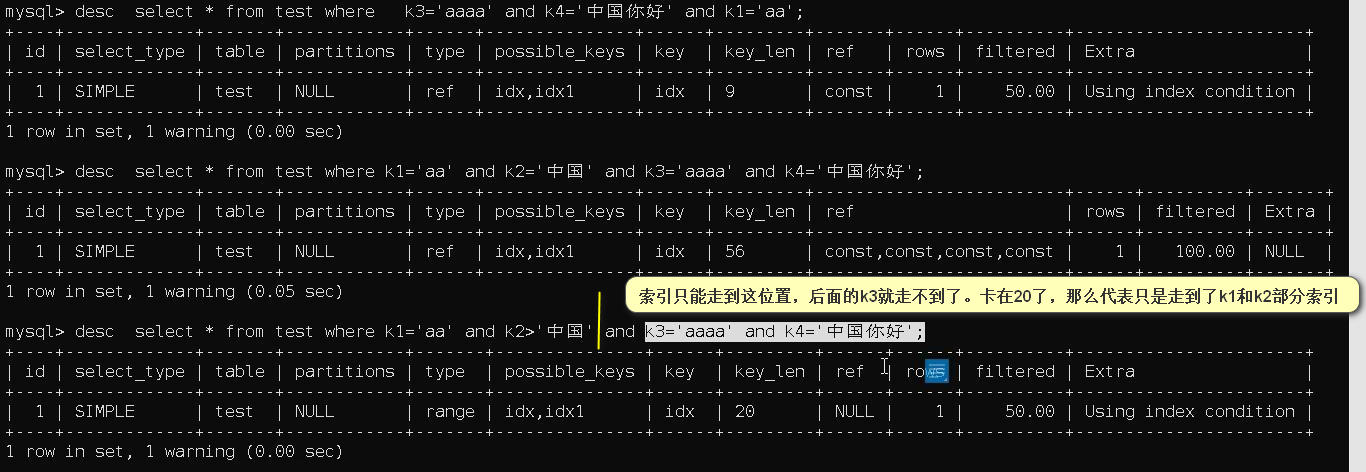 mysql> desc  select * from test where   k3='aaaa' and k4='中国你好' and k1='aa';
+----+-------------+-------+------------+------+---------------+------+---------+-------+------+----------+-----------------------+
| id | select_type | table | partitions | type | possible_keys | key  | key_len | ref   | rows | filtered | Extra                 |
+----+-------------+-------+------------+------+---------------+------+---------+-------+------+----------+-----------------------+
|  1 | SIMPLE      | test  | NULL       | ref  | idx,idx1      | idx  | 9       | const |    1 |    50.00 | Using index condition |
+----+-------------+-------+------------+------+---------------+------+---------+-------+------+----------+-----------------------+
1 row in set, 1 warning (0.00 sec)
mysql> desc  select * from test where k1='aa' and k2='中国' and k3='aaaa' and k4='中国你好';
+----+-------------+-------+------------+------+---------------+------+---------+-------------------------+------+----------+-------+
| id | select_type | table | partitions | type | possible_keys | key  | key_len | ref                     | rows | filtered | Extra |
+----+-------------+-------+------------+------+---------------+------+---------+-------------------------+------+----------+-------+
|  1 | SIMPLE      | test  | NULL       | ref  | idx,idx1      | idx  | 56      | const,const,const,const |    1 |   100.00 | NULL  |
+----+-------------+-------+------------+------+---------------+------+---------+-------------------------+------+----------+-------+
1 row in set, 1 warning (0.05 sec)
索引只能走到这位置，后面的k3就走不到了。卡在20了，那么代表只是走到了k1和k2部分索引
mysql> desc  select * from test where k1='aa' and k2>'中国' and k3='aaaa' and k4='中国你好';
+----+-------------+-------+------------+-------+---------------+------+---------+------+------+----------+-----------------------+
| id | select_type | table | partitions | type  | possible_keys | key  | key_len | ref  | rows | filtered | Extra                 |
+----+-------------+-------+------------+-------+---------------+------+---------+------+------+----------+-----------------------+
|  1 | SIMPLE      | test  | NULL       | range | idx,idx1      | idx  | 20      | NULL |    1 |    50.00 | Using index condition |
+----+-------------+-------+------------+-------+---------------+------+---------+------+------+----------+-----------------------+
1 row in set, 1 warning (0.00 sec)